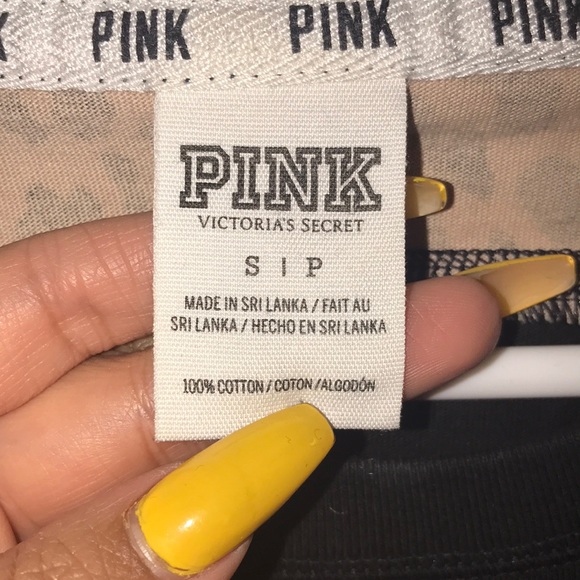 PINK PINK PINK
PINK
VICTORIA'S SECRET
S | P
MADE IN SRI LANKA / FAIT AU
SRI LANKA / HECHO EN SRI LANKA
100% COTTON / COTON / ALGODÓN